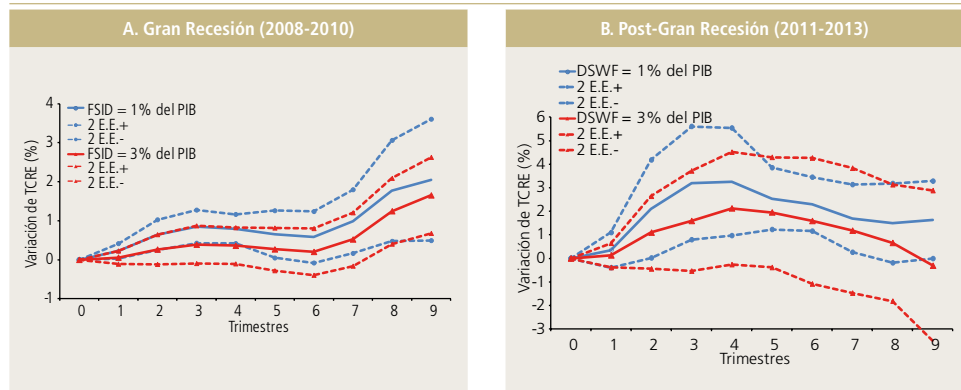 A. Gran Recesión (2008-2010)
Variación de TCRE (%)
4
3
2
1
0
-1
FSID = 1% del PIB
2 E.E.+
2 E.E.-
FSID = 3% del PIB
2 E.E.+
2 E.E.-
0 1 2 3 4 5 6 7 8 9
Trimestres
B. Post-Gran Recesión (2011-2013)
Variación de TCRE (%)
6
5
4
3
2
1
0
-1
-2
-3
DSWF = 1% del PIB
2 E.E.+
2 E.E.-
DSWF = 3% del PIB
2 E.E.+
2 E.E.-
0 1 2 3 4 5 6 7 8 9
Trimestres